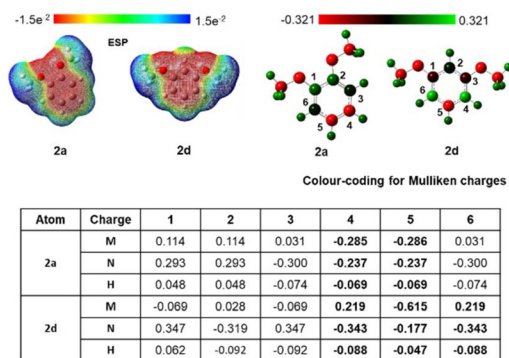 -1.5e² 1.5e⁻² -0.321 0.321
ESP
1 2 3 4 5 6
1 2 3 4 5 6
2a 2d 2a 2d
Colour-coding for Mulliken charges
Atom Charge 1 2 3 4 5 6
2a M 0.114 0.114 0.031 -0.285 -0.286 0.031
N 0.293 0.293 -0.300 -0.237 -0.237 -0.300
H 0.048 0.048 -0.074 -0.069 -0.069 -0.074
2d M -0.069 0.028 -0.069 0.219 -0.615 0.219
N 0.347 -0.319 0.347 -0.343 -0.177 -0.343
H 0.062 -0.092 -0.092 -0.088 -0.047 -0.088